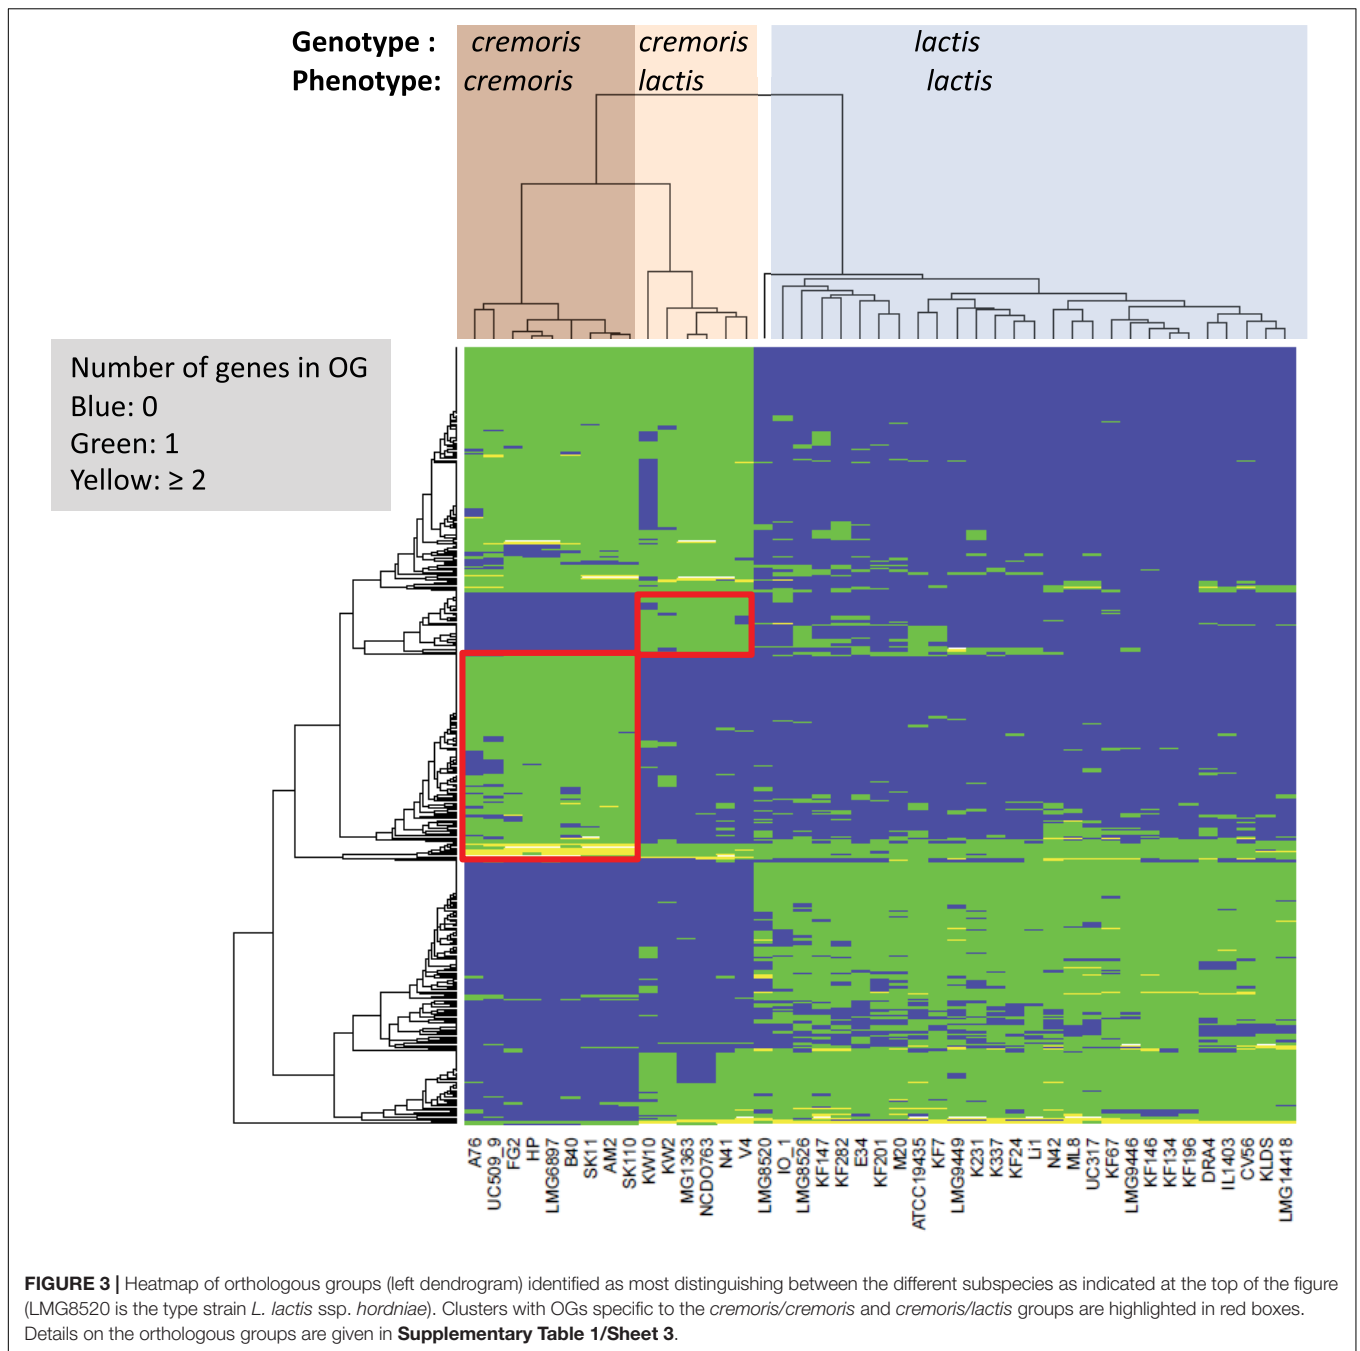 Genotype : cremoris cremoris lactis
Phenotype: cremoris lactis lactis
Number of genes in OG
Blue: 0
Green: 1
Yellow: ≥ 2
A76
UC509_9
FG2
HP
LMG6897
B40
SK11
AM2
SK110
KW10
KW2
MG1363
NCDO763
N41
V4
LMG8520
IO_1
LMG8526
KF147
KF282
E34
KF201
M20
ATCC19435
KF7
LMG9449
K231
K337
KF24
Li1
N42
ML8
UC317
KF67
LMG9446
KF146
KF134
KF196
DRA4
IL1403
CV56
KLDS
LMG14418
FIGURE 3 | Heatmap of orthologous groups (left dendrogram) identified as most distinguishing between the different subspecies as indicated at the top of the figure
(LMG8520 is the type strain L. lactis ssp. hordniae). Clusters with OGs specific to the cremoris/cremoris and cremoris/lactis groups are highlighted in red boxes.
Details on the orthologous groups are given in Supplementary Table 1/Sheet 3.